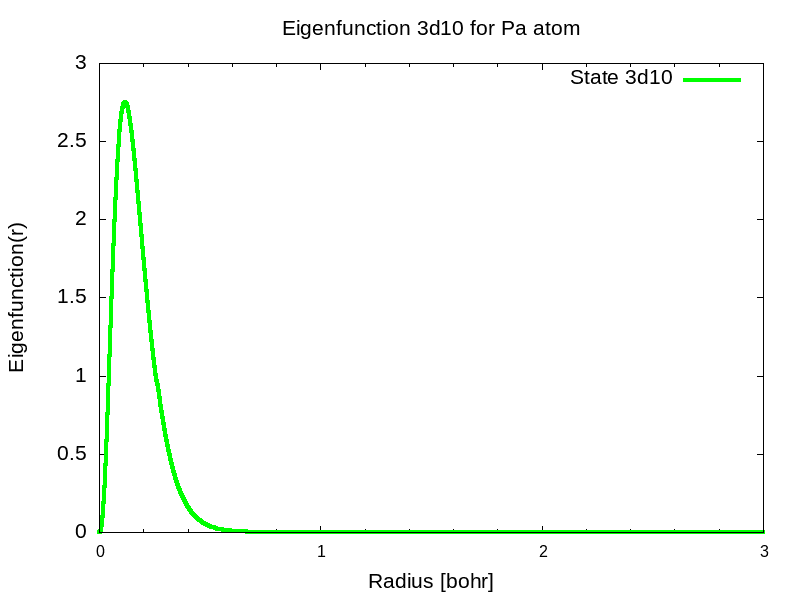 Eigenfunction 3d10 for Pa atom
State 3d10
3
2.5
2
1.5
1
0.5
0
Eigenfunction(r)
0 1 2 3
Radius [bohr]